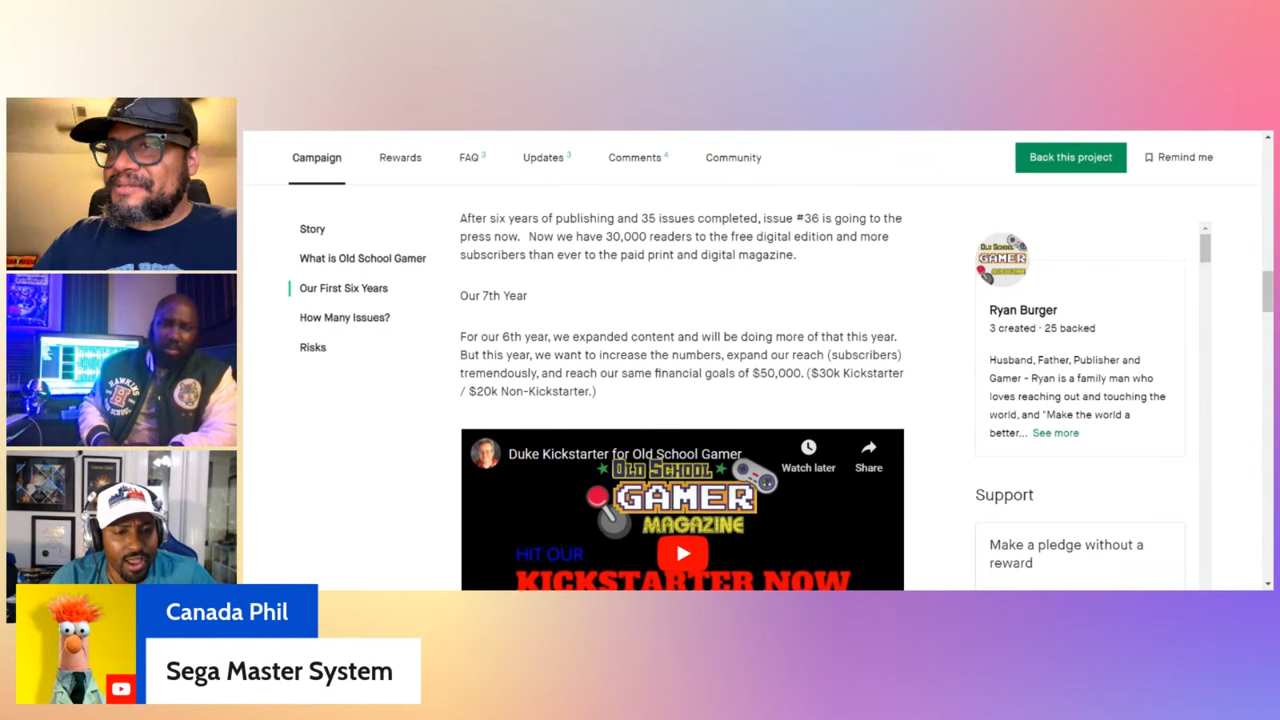 Campaign
Rewards
FAQ 3
Updates 3
Comments 4
Community
Back this project
Remind me
Story
What is Old School Gamer
Our First Six Years
How Many Issues?
Risks
After six years of publishing and 35 issues completed, issue #36 is going to the
press now. Now we have 30,000 readers to the free digital edition and more
subscribers than ever to the paid print and digital magazine.
Our 7th Year
For our 6th year, we expanded content and will be doing more of that this year.
But this year, we want to increase the numbers, expand our reach (subscribers)
tremendously, and reach our same financial goals of $50,000. ($30k Kickstarter
/ $20k Non-Kickstarter.)
Duke Kickstarter for Old School Gamer
Watch later
Share
OLD SCHOOL
GAMER
MAGAZINE
HIT OUR
KICKSTARTER NOW
OLD SCHOOL
GAMER
MAGAZINE
Ryan Burger
3 created · 25 backed
Husband, Father, Publisher and
Gamer - Ryan is a family man who
loves reaching out and touching the
world, and "Make the world a
better... See more
Support
Make a pledge without a
reward
HAWKINS
HIGH SCHOOL
Canada Phil
Sega Master System